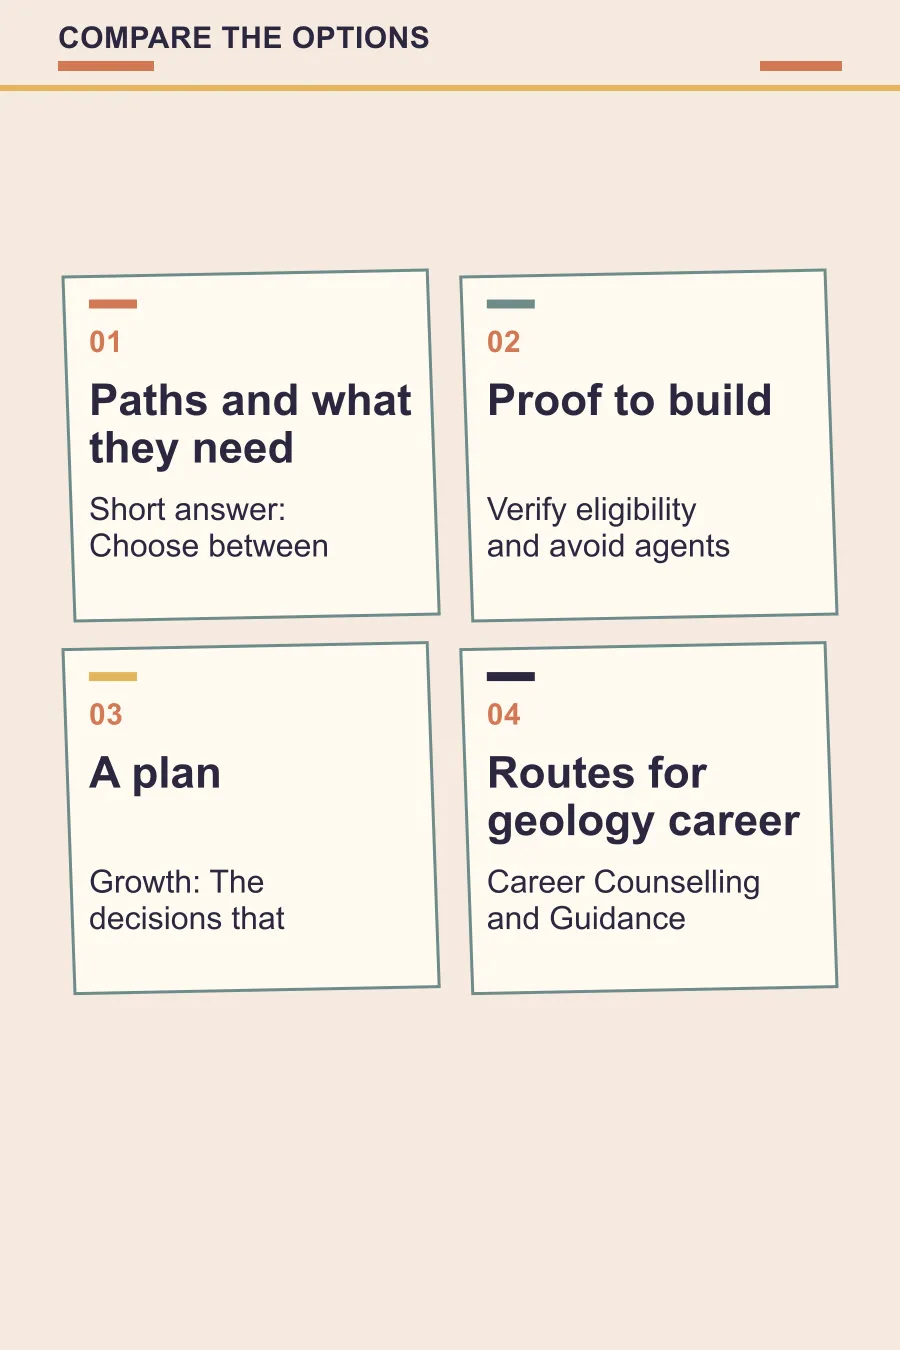 COMPARE THE OPTIONS
01
Paths and what
they need
Short answer:
Choose between
02
Proof to build
Verify eligibility
and avoid agents
03
A plan
Growth: The
decisions that
04
Routes for
geology career
Career Counselling
and Guidance